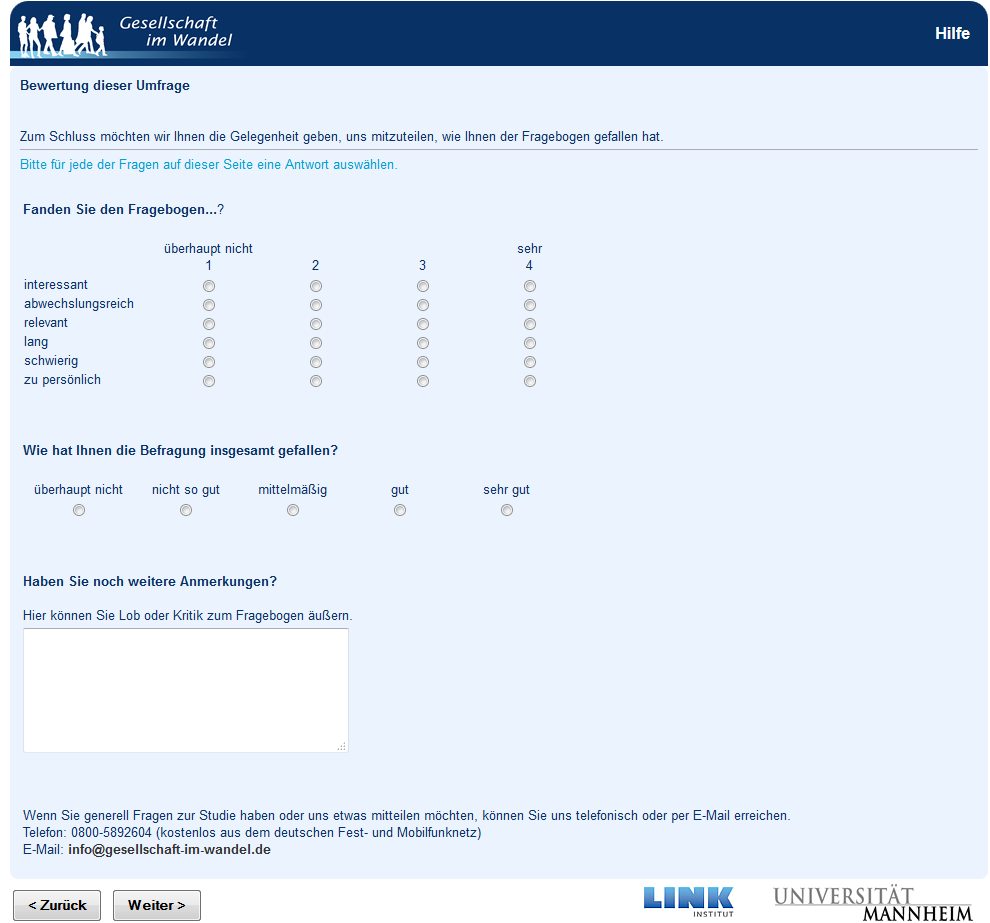 Gesellschaft
im Wandel
Hilfe
Bewertung dieser Umfrage
Zum Schluss möchten wir Ihnen die Gelegenheit geben, uns mitzuteilen, wie Ihnen der Fragebogen gefallen hat.
Bitte für jede der Fragen auf dieser Seite eine Antwort auswählen.
Fanden Sie den Fragebogen...?
überhaupt nicht sehr
1 2 3 4
interessant
abwechslungsreich
relevant
lang
schwierig
zu persönlich
Wie hat Ihnen die Befragung insgesamt gefallen?
überhaupt nicht nicht so gut mittelmäßig gut sehr gut
Haben Sie noch weitere Anmerkungen?
Hier können Sie Lob oder Kritik zum Fragebogen äußern.
Wenn Sie generell Fragen zur Studie haben oder uns etwas mitteilen möchten, können Sie uns telefonisch oder per E-Mail erreichen.
Telefon: 0800-5892604 (kostenlos aus dem deutschen Fest- und Mobilfunknetz)
E-Mail: info@gesellschaft-im-wandel.de
< Zurück Weiter >
LINK
INSTITUT
UNIVERSITÄT
MANNHEIM